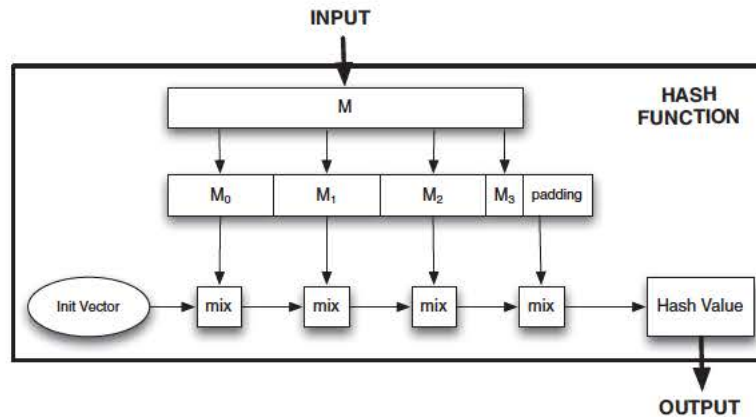 INPUT
HASH
FUNCTION
M
M₀ M₁ M₂ M₃ padding
Init Vector mix mix mix mix Hash Value
OUTPUT